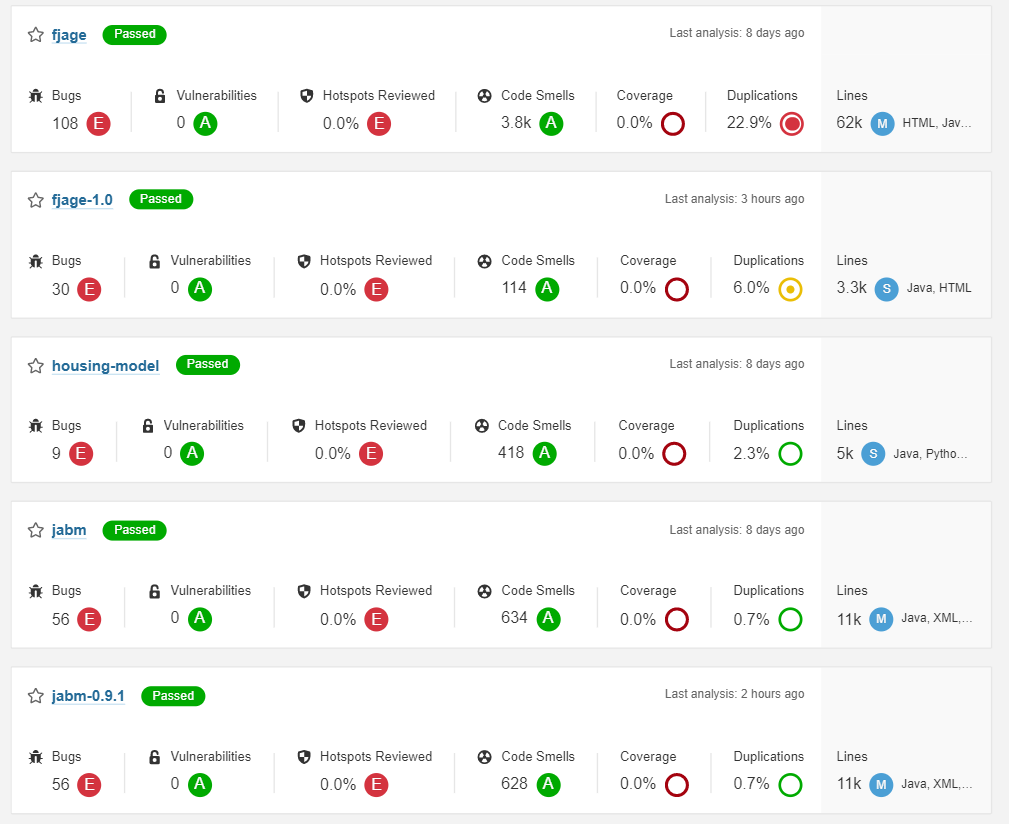 fjage Passed Last analysis: 8 days ago
Bugs Vulnerabilities Hotspots Reviewed Code Smells Coverage Duplications Lines
108 E 0 A 0.0% E 3.8k A 0.0% 22.9% 62k M HTML, Jav...
fjage-1.0 Passed Last analysis: 3 hours ago
Bugs Vulnerabilities Hotspots Reviewed Code Smells Coverage Duplications Lines
30 E 0 A 0.0% E 114 A 0.0% 6.0% 3.3k S Java, HTML
housing-model Passed Last analysis: 8 days ago
Bugs Vulnerabilities Hotspots Reviewed Code Smells Coverage Duplications Lines
9 E 0 A 0.0% E 418 A 0.0% 2.3% 5k S Java, Pytho...
jabm Passed Last analysis: 8 days ago
Bugs Vulnerabilities Hotspots Reviewed Code Smells Coverage Duplications Lines
56 E 0 A 0.0% E 634 A 0.0% 0.7% 11k M Java, XML,...
jabm-0.9.1 Passed Last analysis: 2 hours ago
Bugs Vulnerabilities Hotspots Reviewed Code Smells Coverage Duplications Lines
56 E 0 A 0.0% E 628 A 0.0% 0.7% 11k M Java, XML,...